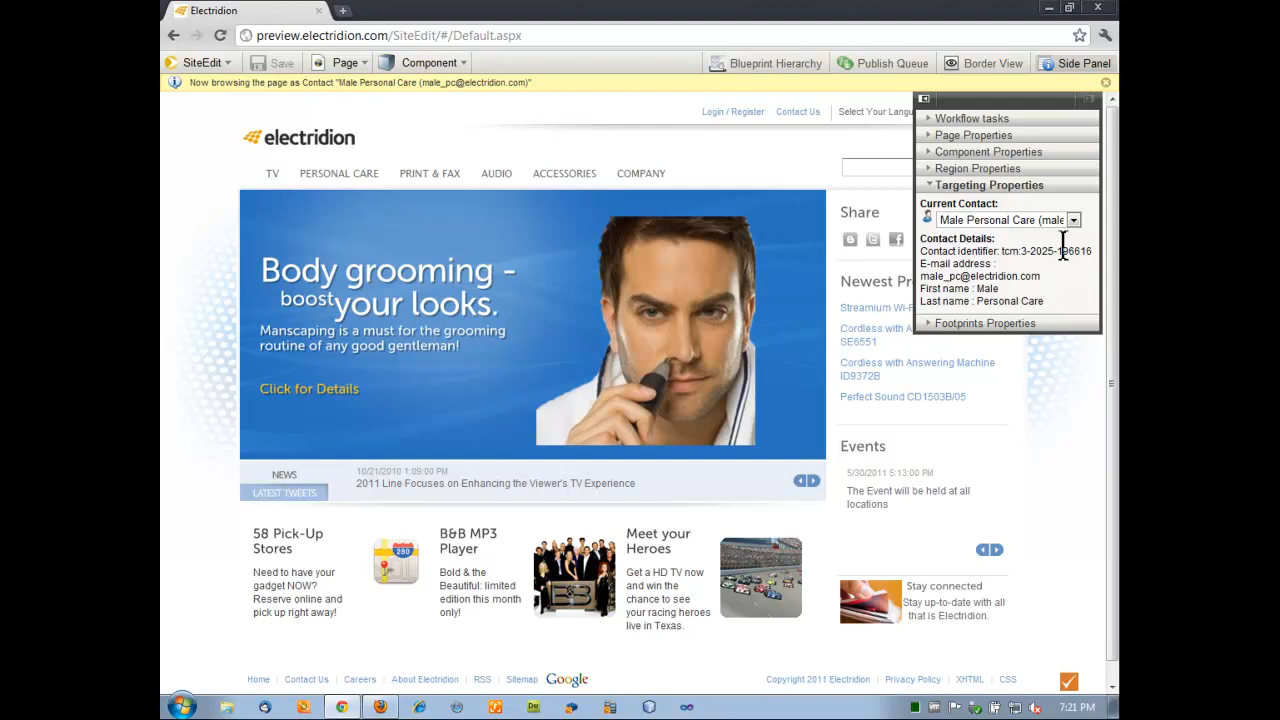 Electridion
preview.electridion.com/SiteEdit/#/Default.aspx
SiteEdit
Save
Page
Component
Blueprint Hierarchy
Publish Queue
Border View
Side Panel
Now browsing the page as Contact "Male Personal Care (male_pc@electridion.com)"
Login / Register
Contact Us
Select Your Langu
electridion
TV
PERSONAL CARE
PRINT & FAX
AUDIO
ACCESSORIES
COMPANY
Body grooming -
boost your looks.
Manscaping is a must for the grooming
routine of any good gentleman!
Click for Details
NEWS
LATEST TWEETS
10/21/2010 1:09:00 PM
2011 Line Focuses on Enhancing the Viewer's TV Experience
Share
Newest Pr
Streamium Wi-F
Cordless with A
SE6551
Cordless with Answering Machine
ID9372B
Perfect Sound CD1503B/05
Events
5/30/2011 5:13:00 PM
The Event will be held at all
locations
Workflow tasks
Page Properties
Component Properties
Region Properties
Targeting Properties
Current Contact:
Male Personal Care (male
Contact Details:
Contact identifier: tcm:3-2025-196616
E-mail address :
male_pc@electridion.com
First name : Male
Last name : Personal Care
Footprints Properties
58 Pick-Up
Stores
Need to have your
gadget NOW?
Reserve online and
pick up right away!
280
B&B MP3
Player
Bold & the
Beautiful: limited
edition this month
only!
Meet your
Heroes
Get a HD TV now
and win the
chance to see
your racing heroes
live in Texas.
Stay connected
Stay up-to-date with all
that is Electridion.
Home
Contact Us
Careers
About Electridion
RSS
Sitemap
Google
Copyright 2011 Electridion
Privacy Policy
XHTML
CSS
Dw
7:21 PM